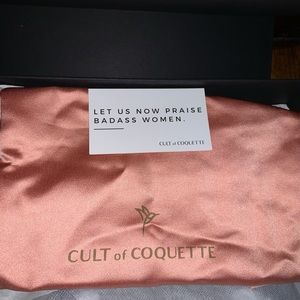 LET US NOW PRAISE
BADASS WOMEN.
CULT of COQUETTE
CULT of COQUETTE